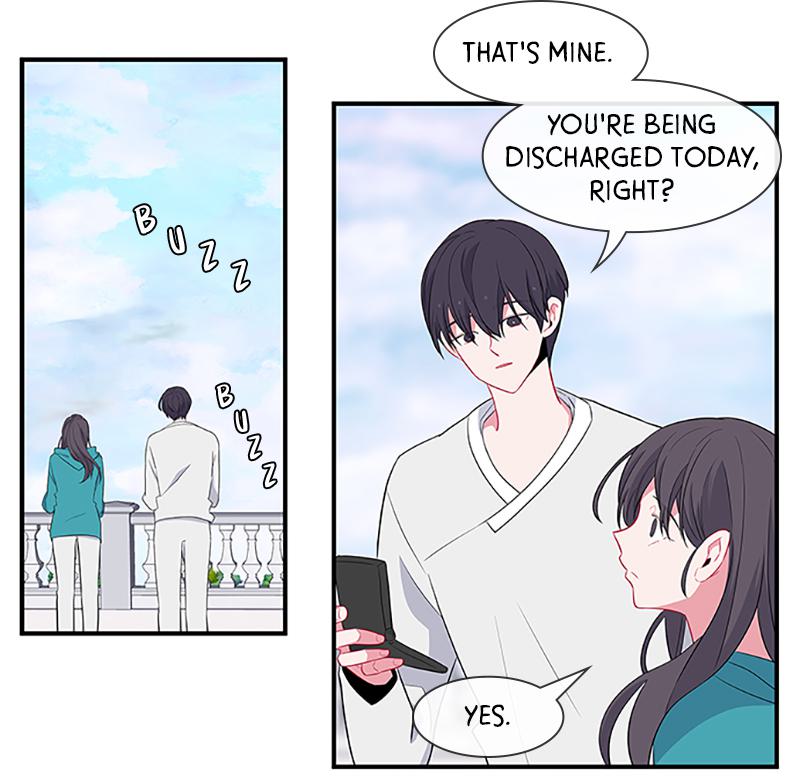 BUZZ
BUZZ
THAT'S MINE.
YOU'RE BEING
DISCHARGED TODAY,
RIGHT?
YES.